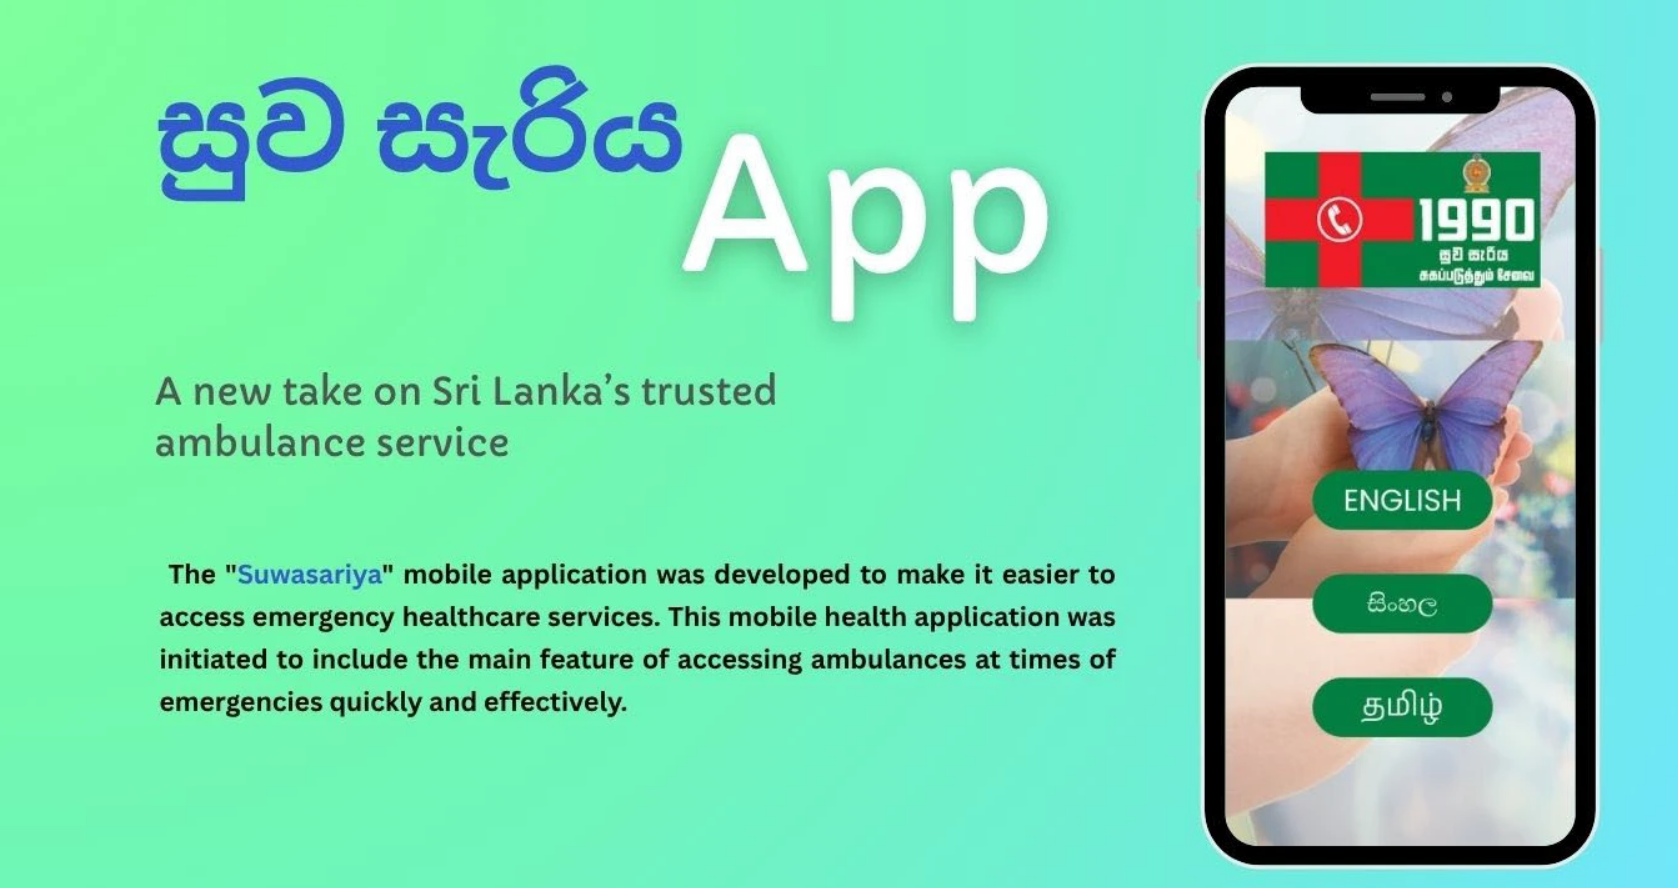 සුව සැරිය
App
A new take on Sri Lanka’s trusted
ambulance service
The "Suwasariya" mobile application was developed to make it easier to
access emergency healthcare services. This mobile health application was
initiated to include the main feature of accessing ambulances at times of
emergencies quickly and effectively.
1990
සුව සැරිය
சுகப்படுத்தும் சேவை
ENGLISH
සිංහල
தமிழ்